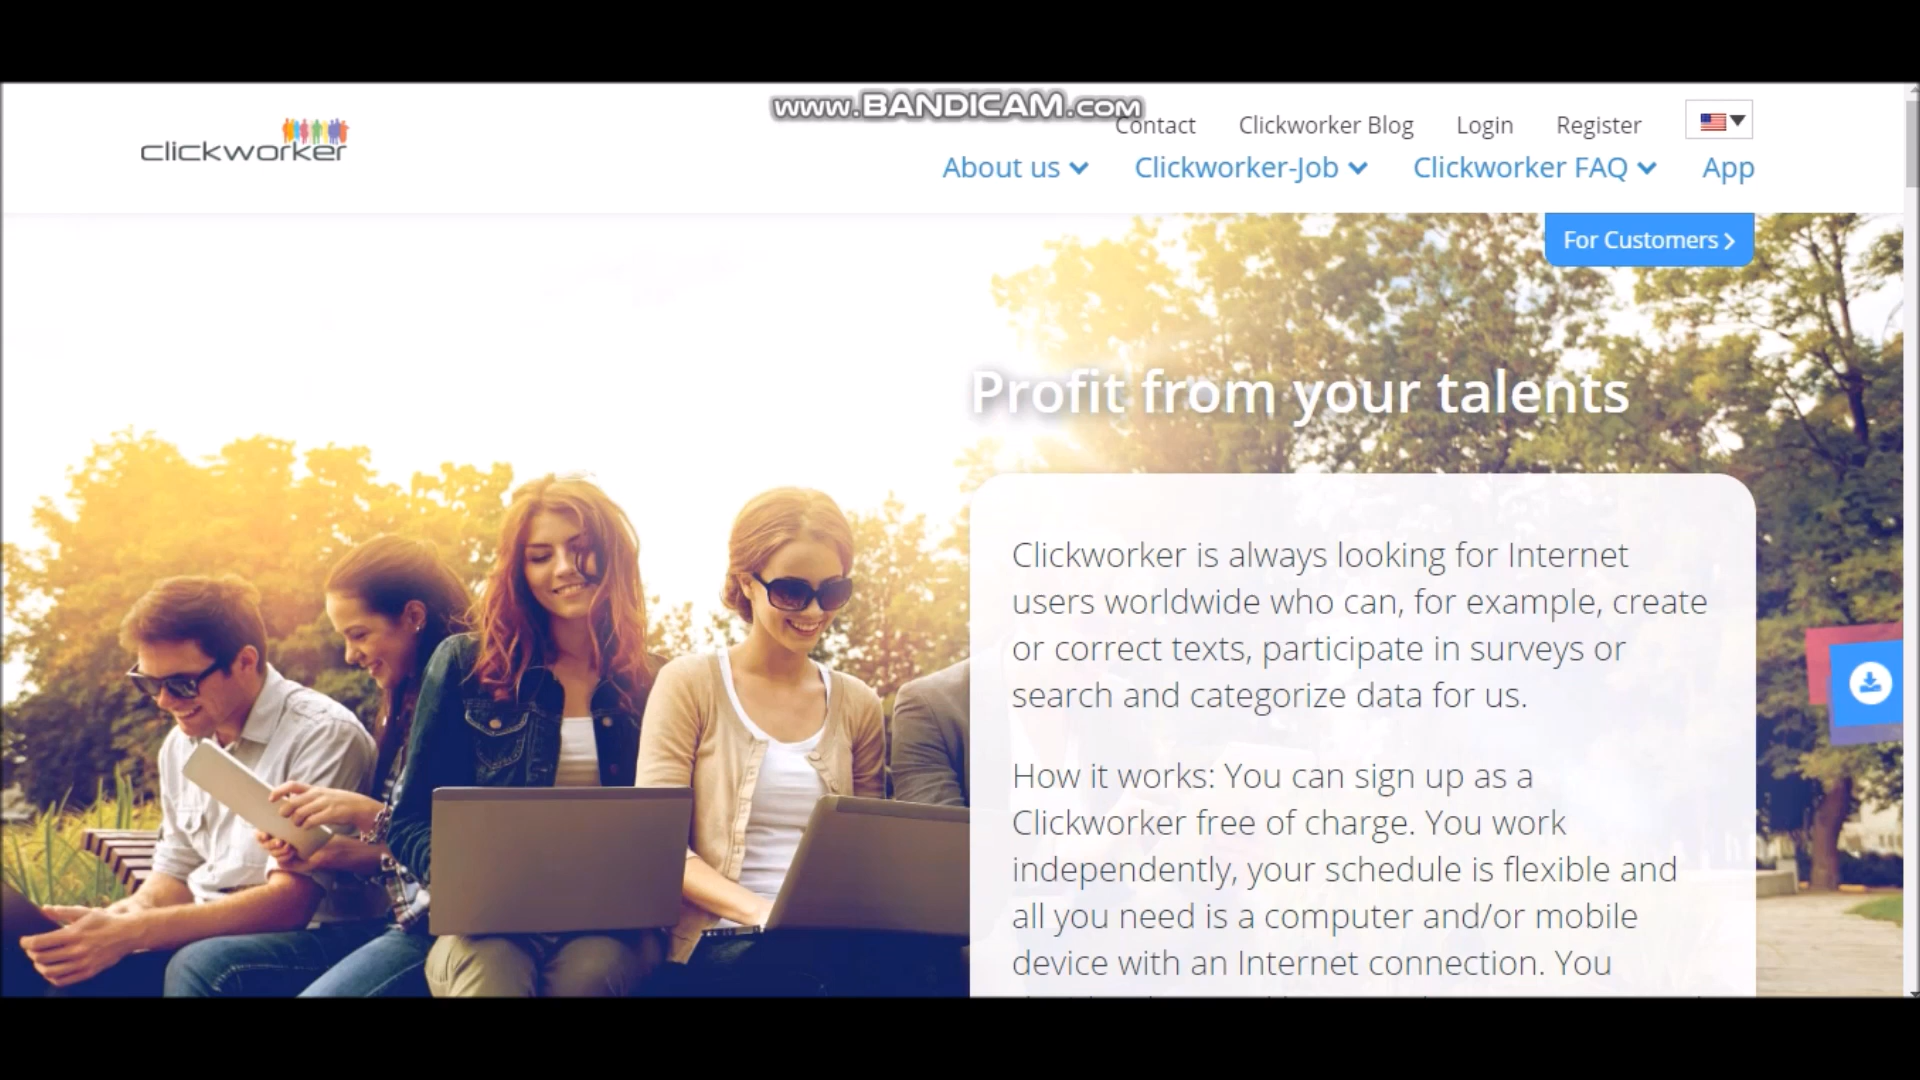 www.BANDICAM.com
clickworker
Contact Clickworker Blog Login Register
About us Clickworker-Job Clickworker FAQ App
For Customers
Profit from your talents
Clickworker is always looking for Internet
users worldwide who can, for example, create
or correct texts, participate in surveys or
search and categorize data for us.
How it works: You can sign up as a
Clickworker free of charge. You work
independently, your schedule is flexible and
all you need is a computer and/or mobile
device with an Internet connection. You